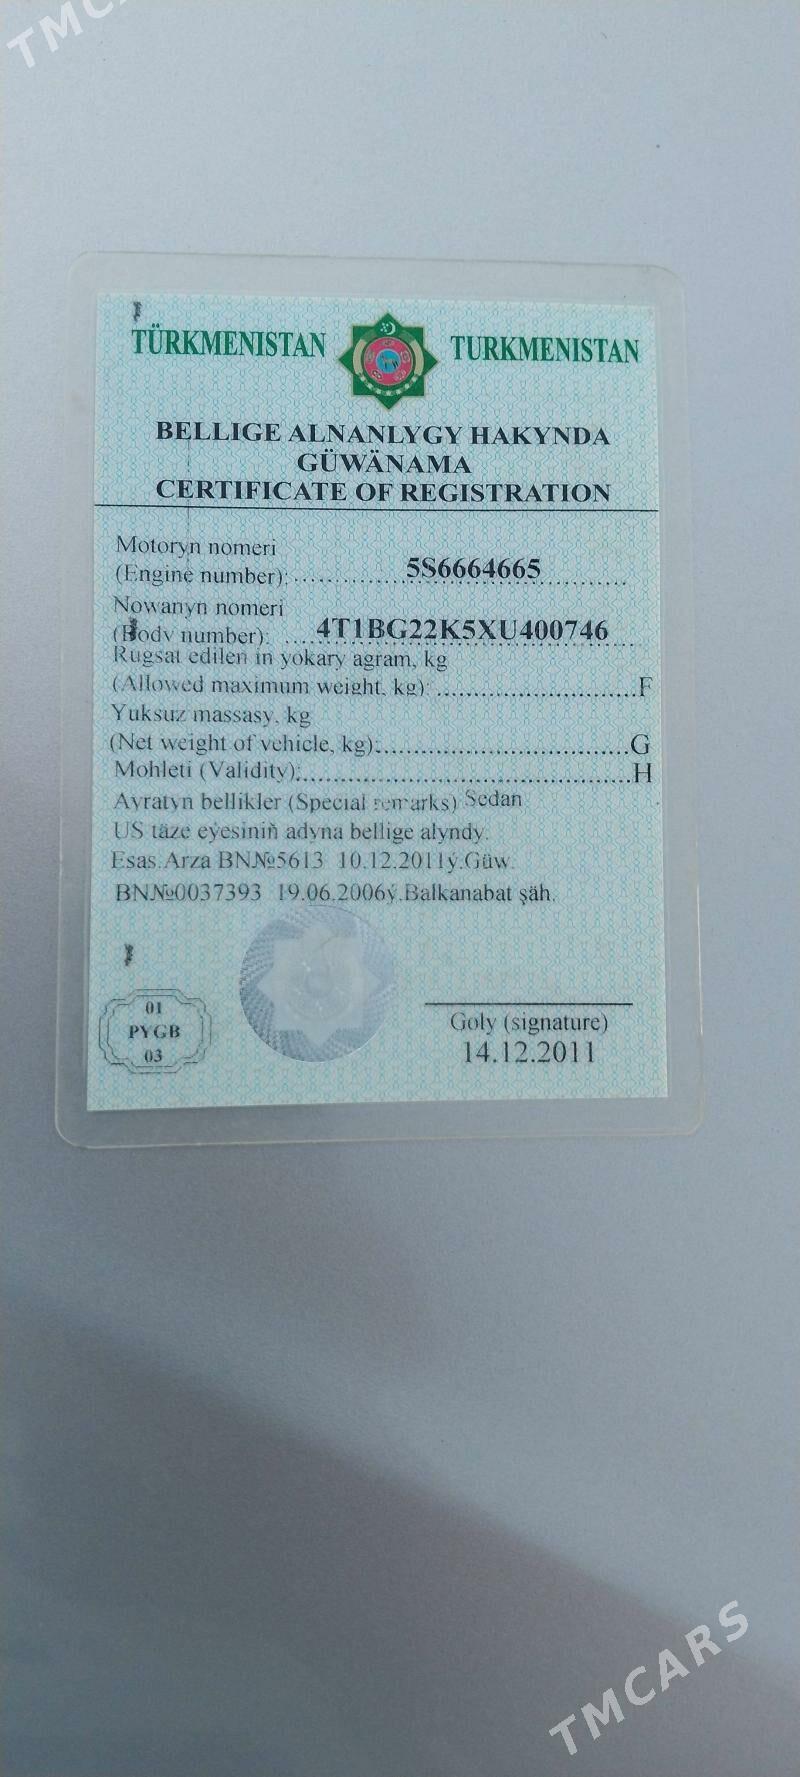 TMCARS
TÜRKMENISTAN TURKMENISTAN
BELLIGE ALNANLYGY HAKYNDA
GÜWÄNAMA
CERTIFICATE OF REGISTRATION
Motoryn nomeri
(Engine number): 5S6664665
Nowanyn nomeri
(Body number): 4T1BG22K5XU400746
Rugsat edilen in yokary agram, kg
(Allowed maximum weight, kg): F
Yuksuz massasy, kg
(Net weight of vehicle, kg): G
Mohleti (Validity): H
Ayratyn bellikler (Special remarks) Sedan
US täze eýesiniň adyna bellige alyndy.
Esas.Arza BN№5613 10.12.2011ý.Güw.
BN№0037393 19.06.2006ý.Balkanabat şäh.
01
PYGB
03
Goly (signature)
14.12.2011
TMCARS